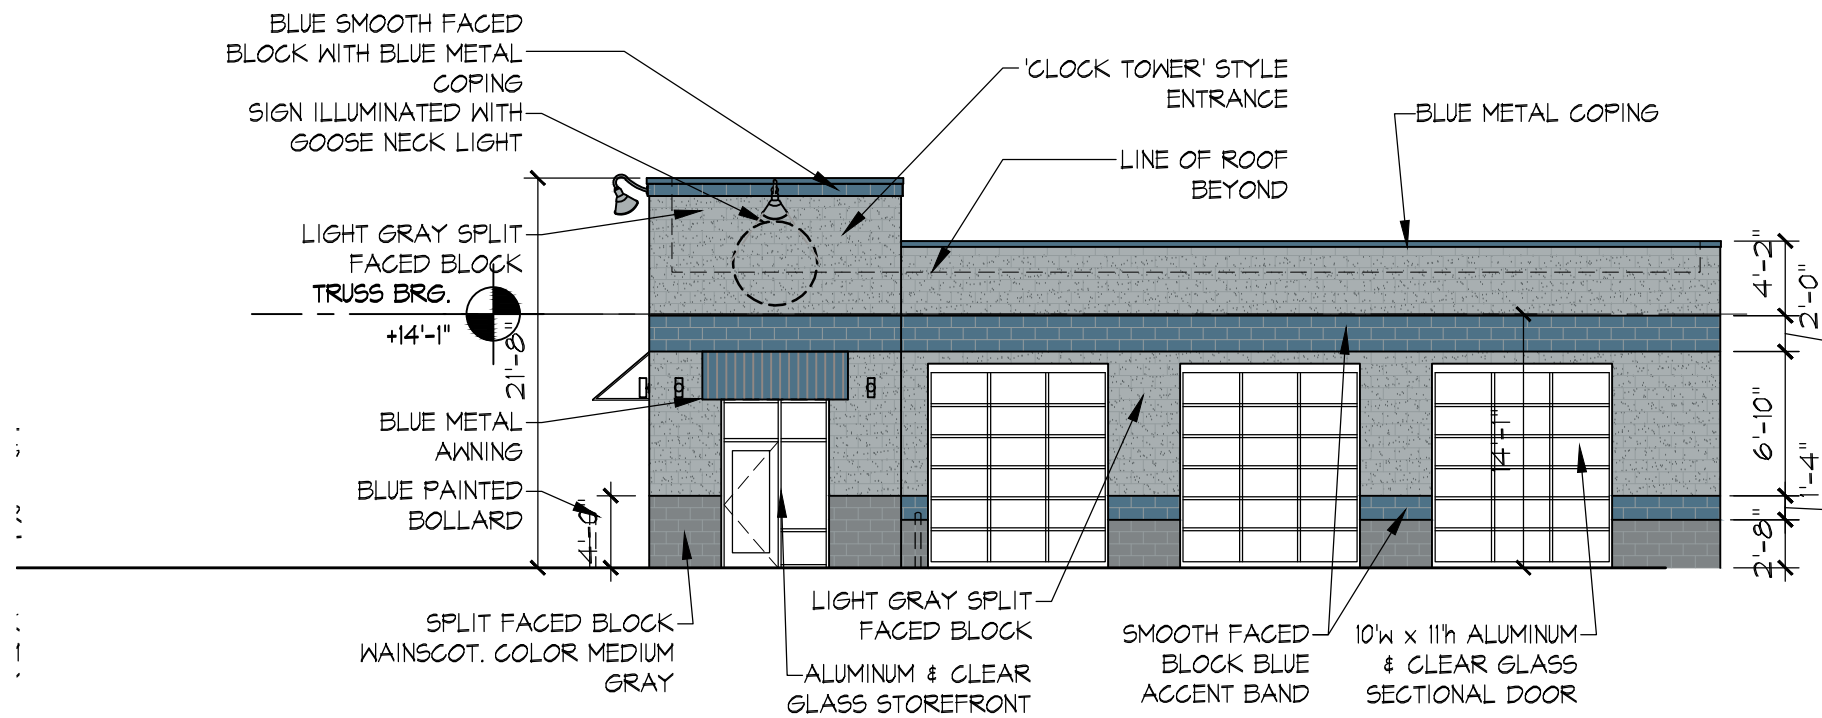 BLUE SMOOTH FACED
BLOCK WITH BLUE METAL
COPING
SIGN ILLUMINATED WITH
GOOSE NECK LIGHT
'CLOCK TOWER' STYLE
ENTRANCE
BLUE METAL COPING
LINE OF ROOF
BEYOND
LIGHT GRAY SPLIT
FACED BLOCK
TRUSS BRG.
+14'-1"
21'-8"
4'-2"
2'-0"
6'-10"
1'-4"
2'-8"
14'-1"
BLUE METAL
AWNING
BLUE PAINTED
BOLLARD
4'-0"
SPLIT FACED BLOCK
WAINSCOT. COLOR MEDIUM
GRAY
LIGHT GRAY SPLIT
FACED BLOCK
ALUMINUM & CLEAR
GLASS STOREFRONT
SMOOTH FACED
BLOCK BLUE
ACCENT BAND
10'w x 11'h ALUMINUM
& CLEAR GLASS
SECTIONAL DOOR